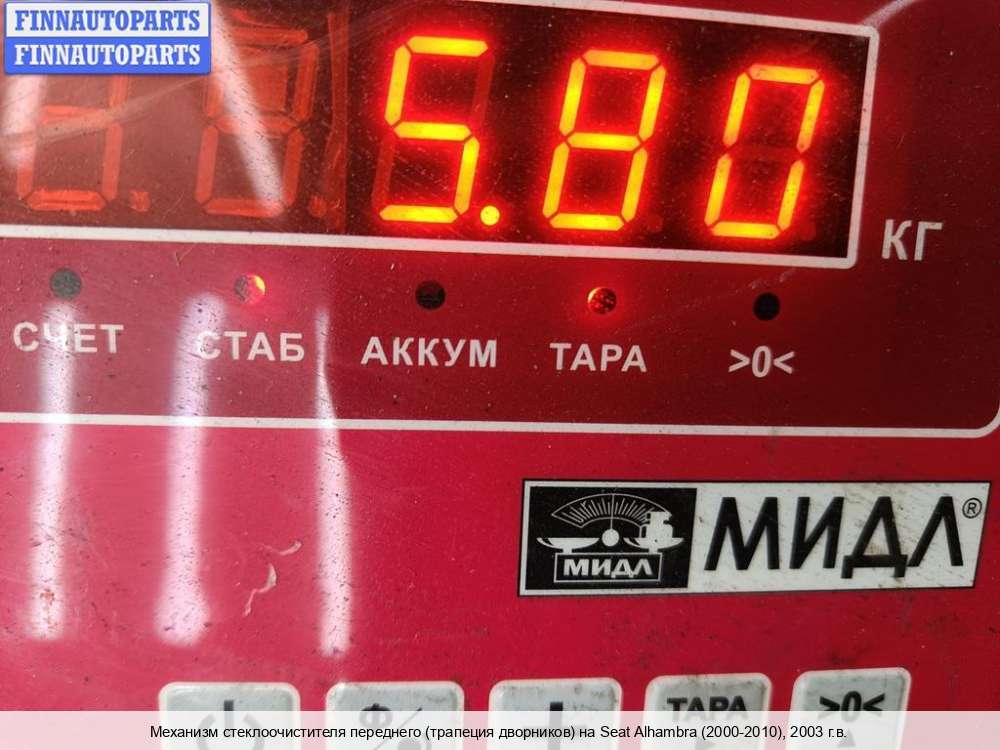 FINNAUTOPARTS
FINNAUTOPARTS
5.80
КГ
СЧЕТ СТАБ АККУМ ТАРА >0<
МИДЛ МИДЛ®
Ф ТАРА >0<
Механизм стеклоочистителя переднего (трапеция дворников) на Seat Alhambra (2000-2010), 2003 г.в.